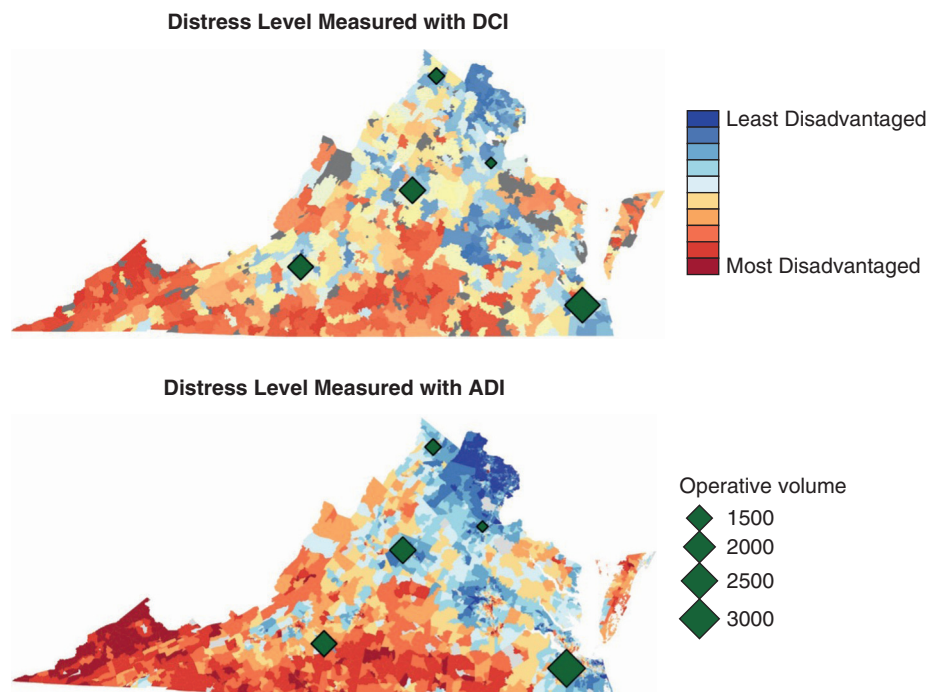 Distress Level Measured with DCI
Least Disadvantaged
Most Disadvantaged
Distress Level Measured with ADI
Operative volume
1500
2000
2500
3000